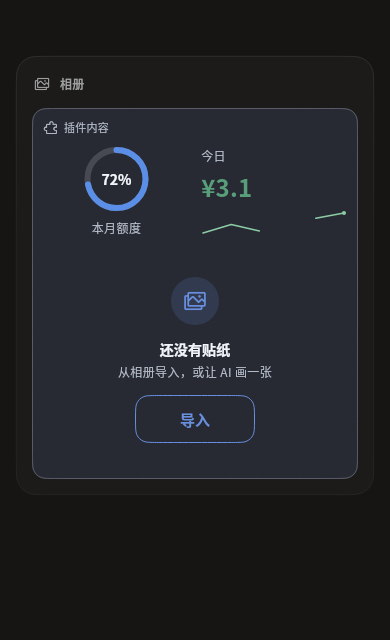 相册
插件内容
72%
本月额度
今日
¥3.1
还没有贴纸
从相册导入，或让 AI 画一张
导入